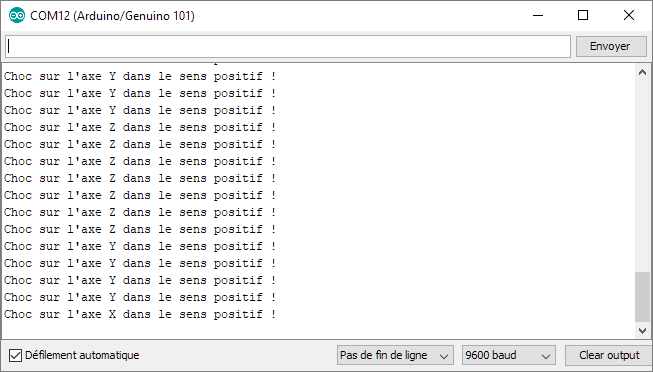 COM12 (Arduino/Genuino 101)
Envoyer
Choc sur l'axe Y dans le sens positif !
Choc sur l'axe Y dans le sens positif !
Choc sur l'axe Y dans le sens positif !
Choc sur l'axe Z dans le sens positif !
Choc sur l'axe Z dans le sens positif !
Choc sur l'axe Z dans le sens positif !
Choc sur l'axe Z dans le sens positif !
Choc sur l'axe Z dans le sens positif !
Choc sur l'axe Z dans le sens positif !
Choc sur l'axe Z dans le sens positif !
Choc sur l'axe Y dans le sens positif !
Choc sur l'axe Y dans le sens positif !
Choc sur l'axe Y dans le sens positif !
Choc sur l'axe Y dans le sens positif !
Choc sur l'axe X dans le sens positif !
Défilement automatique
Pas de fin de ligne
9600 baud
Clear output